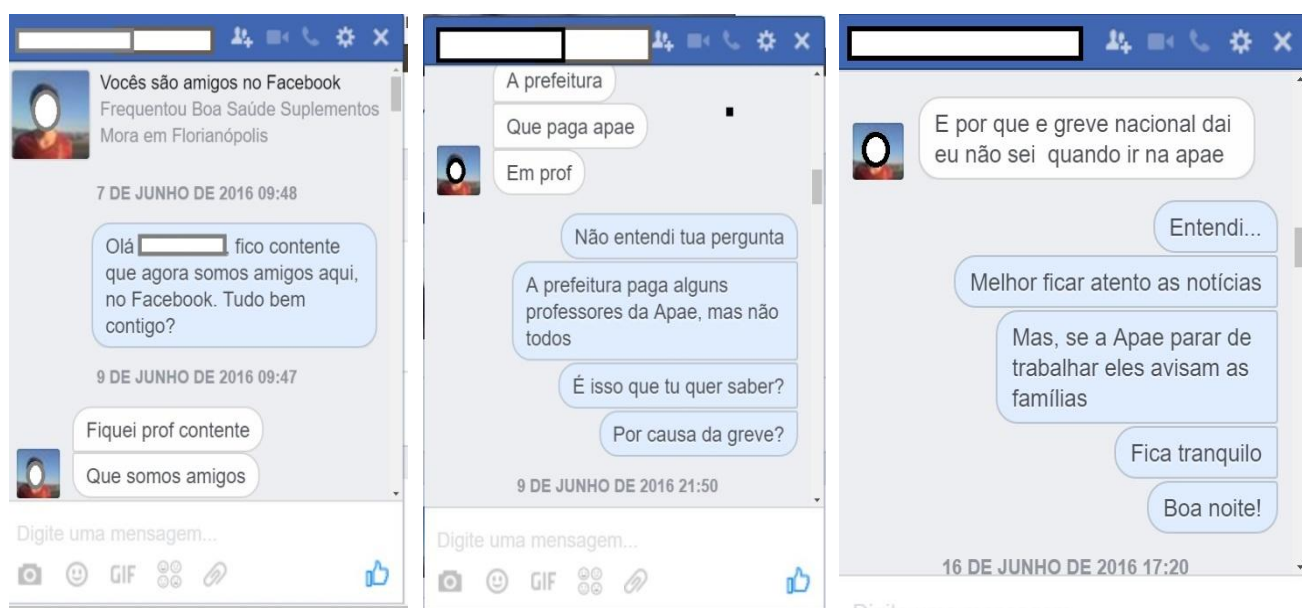 Vocês são amigos no Facebook
Frequentou Boa Saúde Suplementos
Mora em Florianópolis
7 DE JUNHO DE 2016 09:48
Olá fico contente
que agora somos amigos aqui,
no Facebook. Tudo bem
contigo?
9 DE JUNHO DE 2016 09:47
Fiquei prof contente
Que somos amigos
Digite uma mensagem...
GIF
A prefeitura
Que paga apae
Em prof
Não entendi tua pergunta
A prefeitura paga alguns
professores da Apae, mas não
todos
É isso que tu quer saber?
Por causa da greve?
9 DE JUNHO DE 2016 21:50
Digite uma mensagem...
GIF
E por que e greve nacional dai
eu não sei quando ir na apae
Entendi...
Melhor ficar atento as notícias
Mas, se a Apae parar de
trabalhar eles avisam as
famílias
Fica tranquilo
Boa noite!
16 DE JUNHO DE 2016 17:20